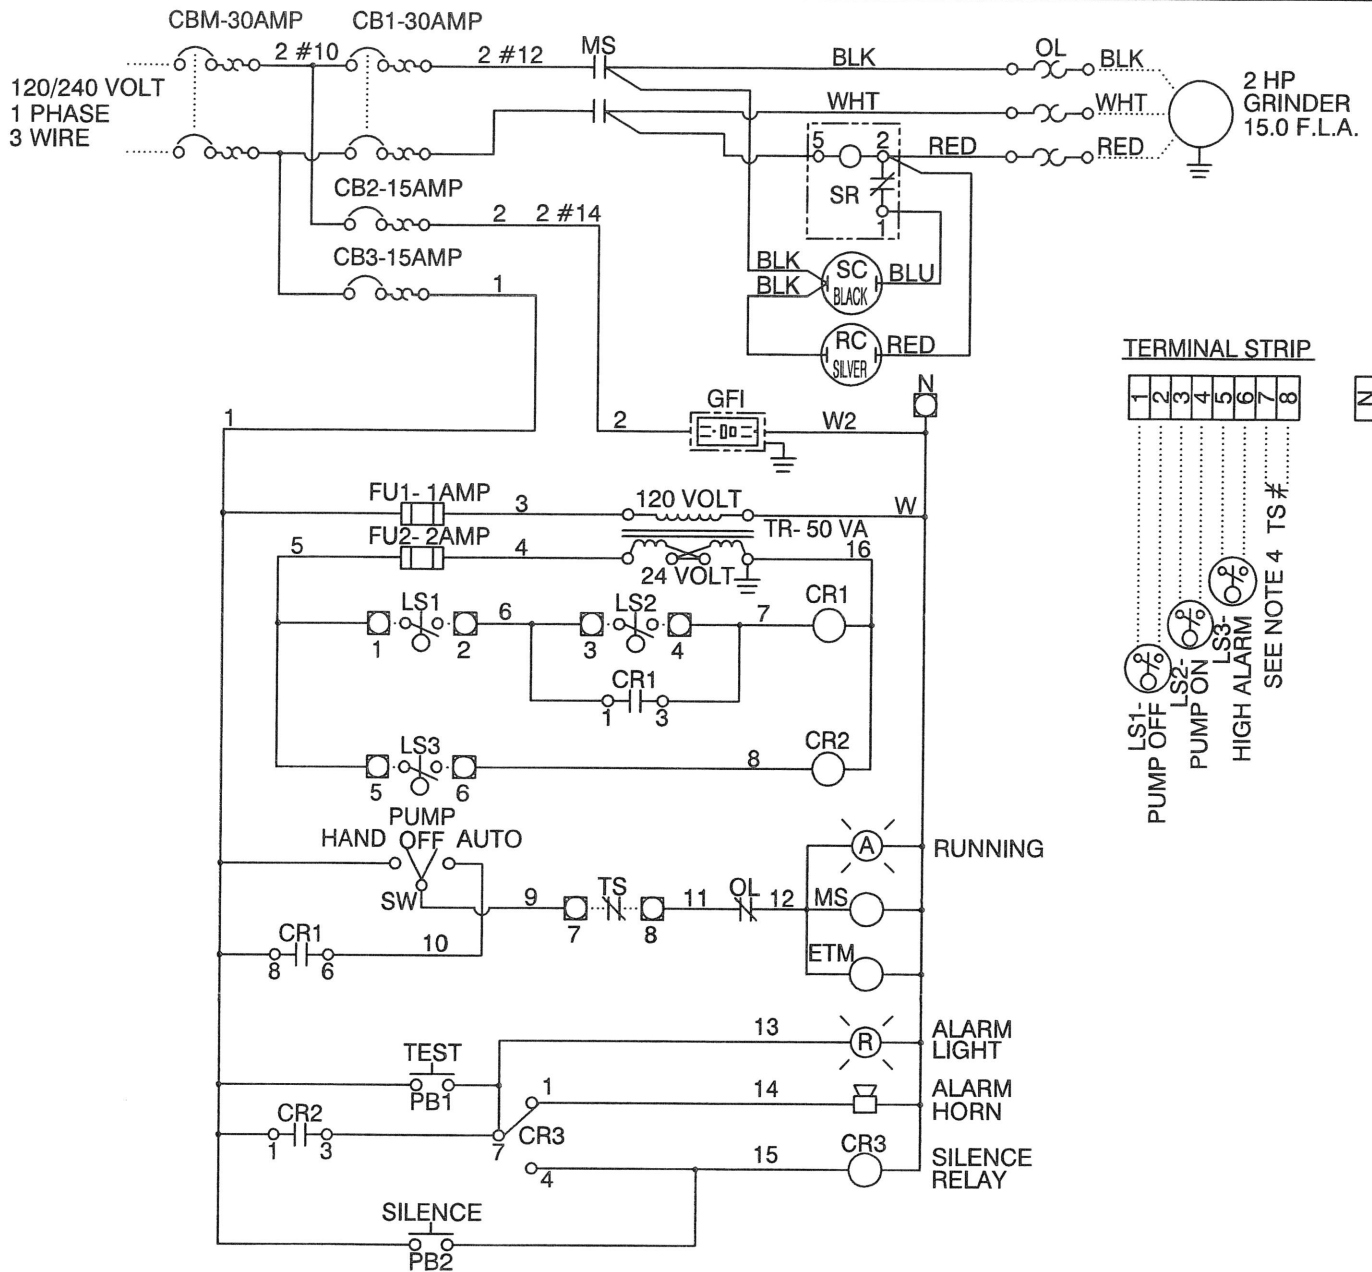 CBM-30AMP
CB1-30AMP
2 #10
2 #12
MS
BLK
OL
BLK
120/240 VOLT
1 PHASE
3 WIRE
WHT
WHT
2 HP
GRINDER
15.0 F.L.A.
5
2
RED
RED
SR
1
CB2-15AMP
2
2 #14
CB3-15AMP
1
BLK
BLK
SC
BLACK
BLU
RC
SILVER
RED
TERMINAL STRIP
1
2
3
4
5
6
7
8
N
LS1-
PUMP OFF
LS2-
PUMP ON
LS3-
HIGH ALARM
SEE NOTE 4 TS*
N
1
2
GFI
W2
FU1- 1AMP
3
120 VOLT
W
TR- 50 VA
5
FU2- 2AMP
4
24 VOLT
16
LS1
1
2
6
LS2
3
4
7
CR1
CR1
1
3
LS3
5
6
8
CR2
PUMP
HAND
OFF
AUTO
SW
9
TS
7
8
11
OL
12
A
RUNNING
MS
ETM
CR1
8
6
10
13
R
ALARM
LIGHT
TEST
PB1
1
14
ALARM
HORN
CR2
1
3
7
CR3
4
15
CR3
SILENCE
RELAY
SILENCE
PB2